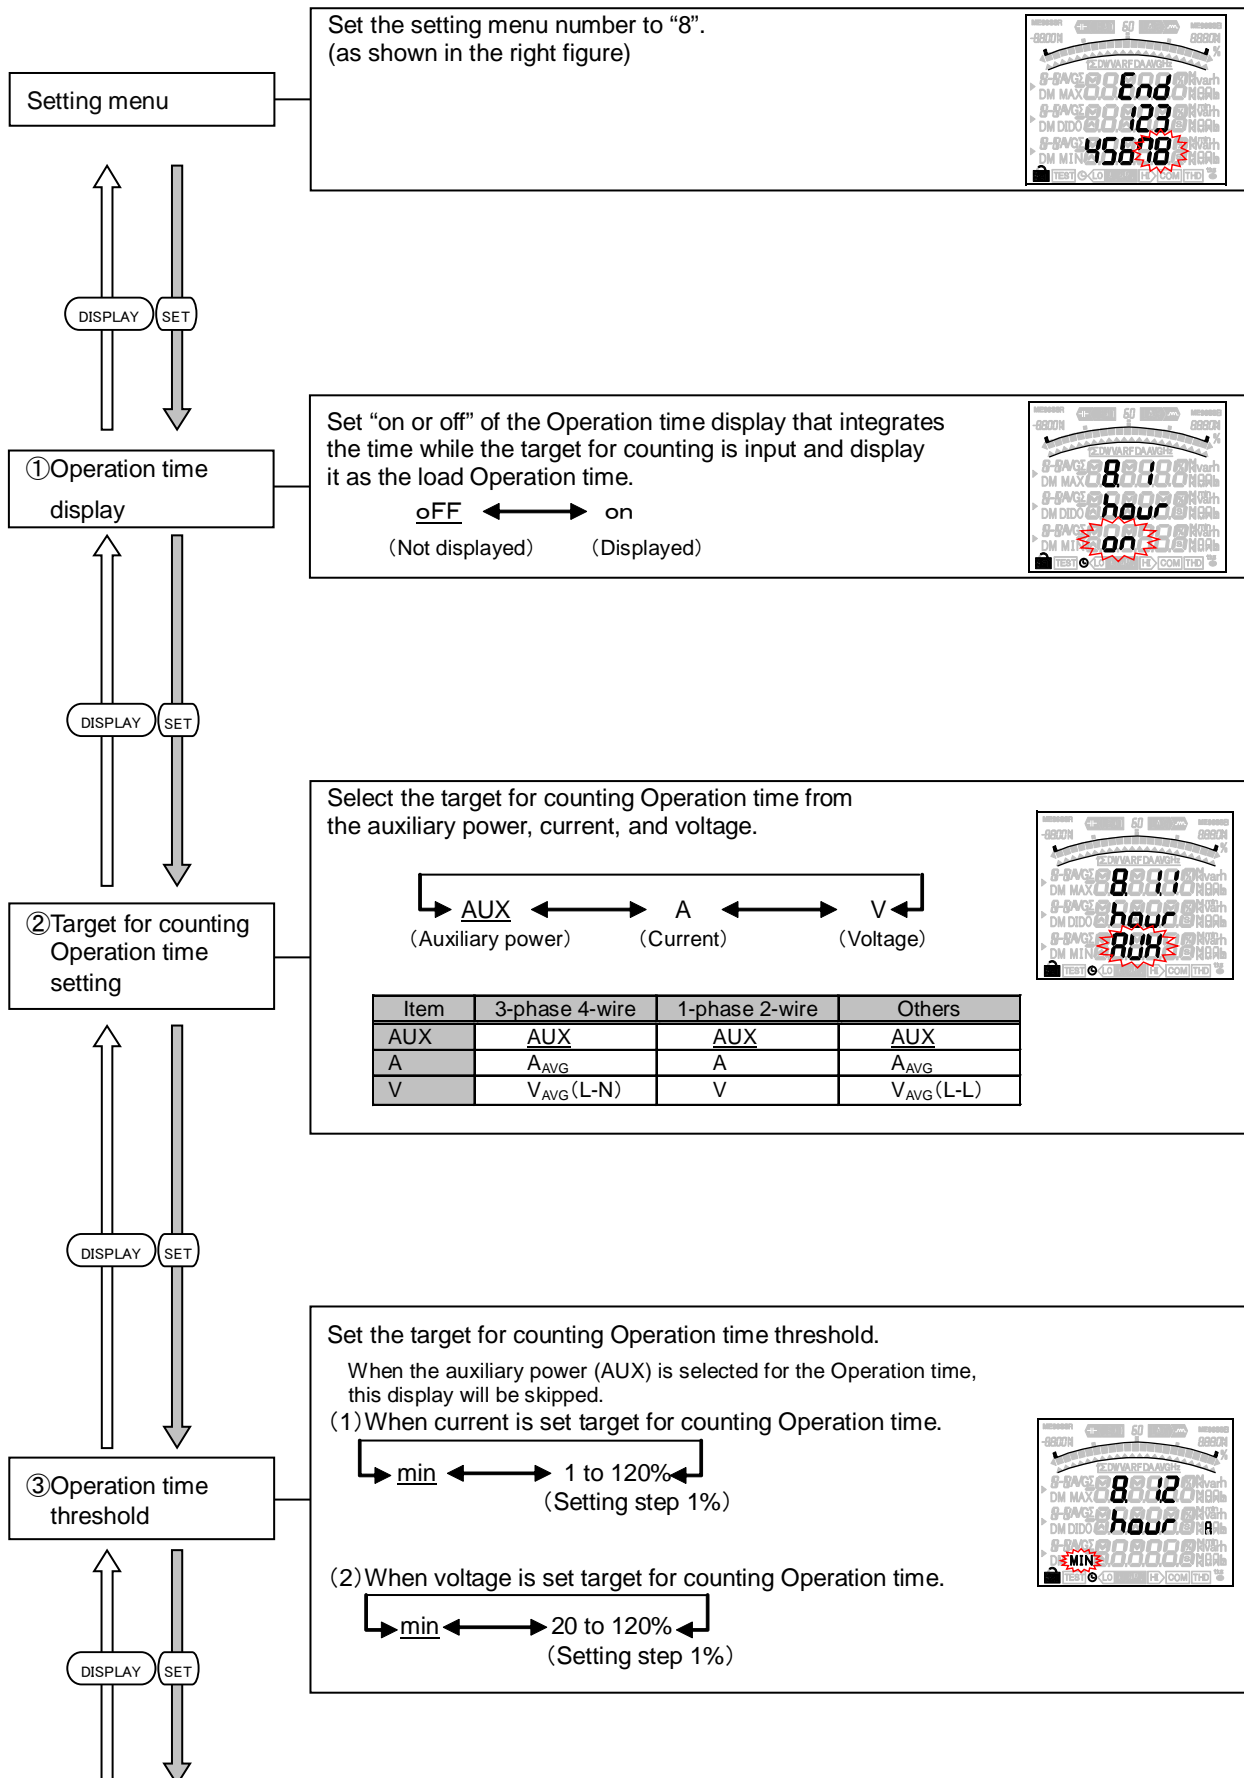 Set the setting menu number to “8”.
(as shown in the right figure)
Setting menu
End
123
45678
DISPLAY SET
Set “on or off” of the Operation time display that integrates
the time while the target for counting is input and display
it as the load Operation time.
oFF on
(Not displayed) (Displayed)
①Operation time
display
8.1
hour
on
DISPLAY SET
Select the target for counting Operation time from
the auxiliary power, current, and voltage.
AUX A V
(Auxiliary power) (Current) (Voltage)
②Target for counting
Operation time
setting
8.11
hour
AUX
Item 3-phase 4-wire 1-phase 2-wire Others
AUX AUX AUX AUX
A AAVG A AAVG
V VAVG(L-N) V VAVG(L-L)
DISPLAY SET
Set the target for counting Operation time threshold.
When the auxiliary power (AUX) is selected for the Operation time,
this display will be skipped.
(1)When current is set target for counting Operation time.
min 1 to 120%
(Setting step 1%)
③Operation time
threshold
8.12
hour A
MIN
(2)When voltage is set target for counting Operation time.
min 20 to 120%
(Setting step 1%)
DISPLAY SET